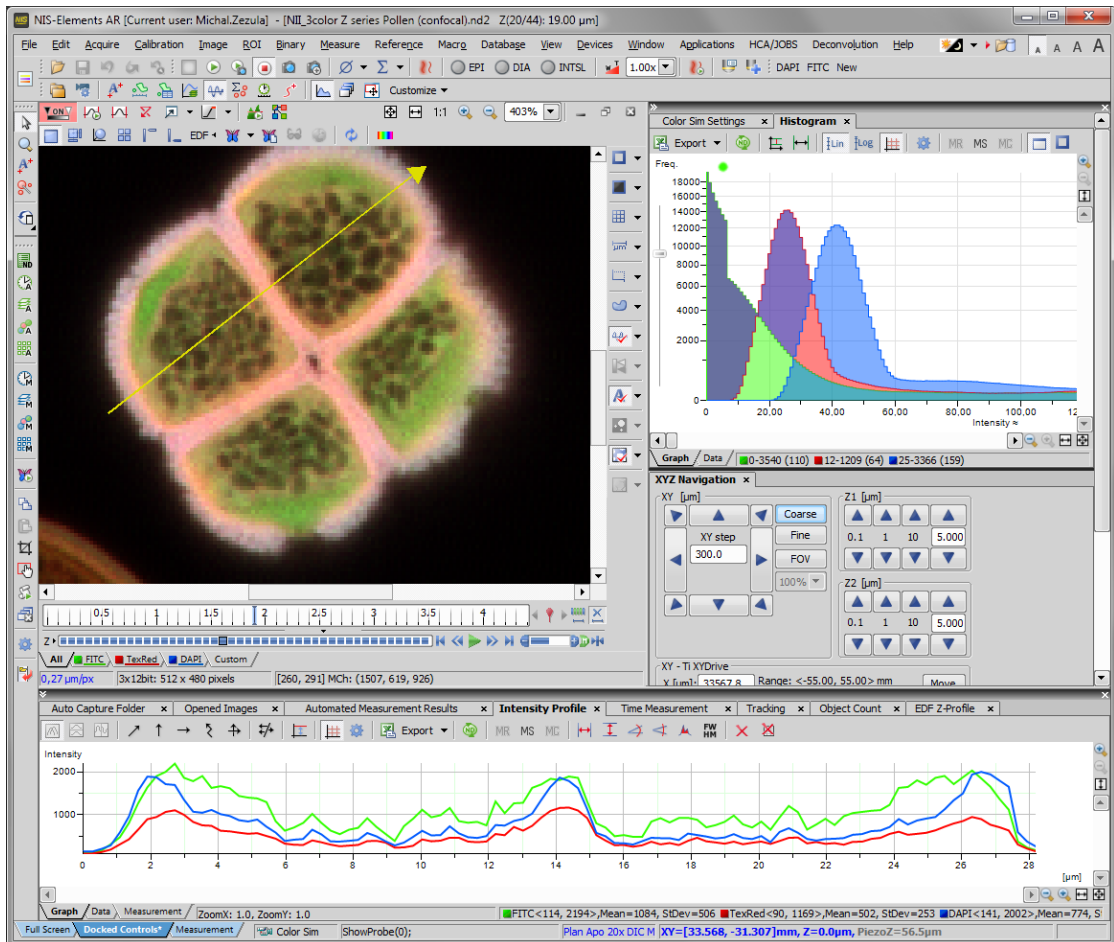 NIS-Elements AR [Current user: Michal.Zezula] - [NII_3color Z series Pollen (confocal).nd2 Z(20/44): 19.00 µm]
File Edit Acquire Calibration Image ROI Binary Measure Reference Macro Database View Devices Window Applications HCA/JOBS Deconvolution Help A A A A
EPI DIA INTSL 1.00x DAPI FITC New
Customize
ON 1:1 403%
EDF
Color Sim Settings x Histogram x
Export Lin Log MR MS MC
Freq.
18000
16000
14000
12000
10000
8000
6000
4000
2000
0
0 20.00 40.00 60.00 80.00 100.00 12
Intensity ≈
Graph Data 0-3540 (110) 12-1209 (64) 25-3366 (159)
XYZ Navigation x
XY [µm]
Coarse
XY step
300.0
Fine
FOV
100%
Z1 [µm]
0.1 1 10 5.000
Z2 [µm]
0.1 1 10 5.000
XY - Ti XYDrive
X [µm]: 33567.8 Range: <-55.00, 55.00> mm Move
ND
A
A
A
A
M
M
M
M
µm
0.5 1 1.5 2 2.5 3 3.5 4
Z
All FITC TexRed DAPI Custom
0,27 µm/px 3x12bit: 512 x 480 pixels [260, 291] MCh: (1507, 619, 926)
Auto Capture Folder x Opened Images x Automated Measurement Results x Intensity Profile x Time Measurement x Tracking x Object Count x EDF Z-Profile x
Export MR MS MC FW HM
Intensity
2000
1000
0 2 4 6 8 10 12 14 16 18 20 22 24 26 28
[µm]
Graph Data Measurement ZoomX: 1.0, ZoomY: 1.0 FITC<114, 2194>,Mean=1084, StDev=506 TexRed<90, 1169>,Mean=502, StDev=253 DAPI<141, 2002>,Mean=774, S
Full Screen Docked Controls* Measurement Color Sim ShowProbe(0); Plan Apo 20x DIC M XY=[33.568, -31.307]mm, Z=0.0µm, PiezoZ=56.5µm